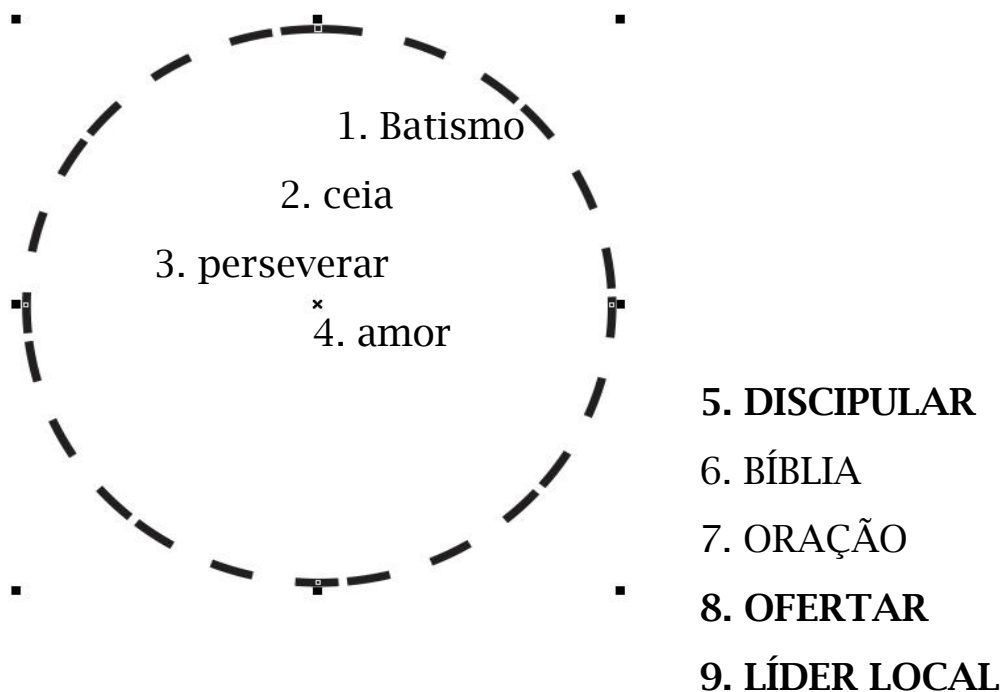 1. Batismo
2. ceia
3. perseverar
4. amor
5. DISCIPULAR
6. BÍBLIA
7. ORAÇÃO
8. OFERTAR
9. LÍDER LOCAL